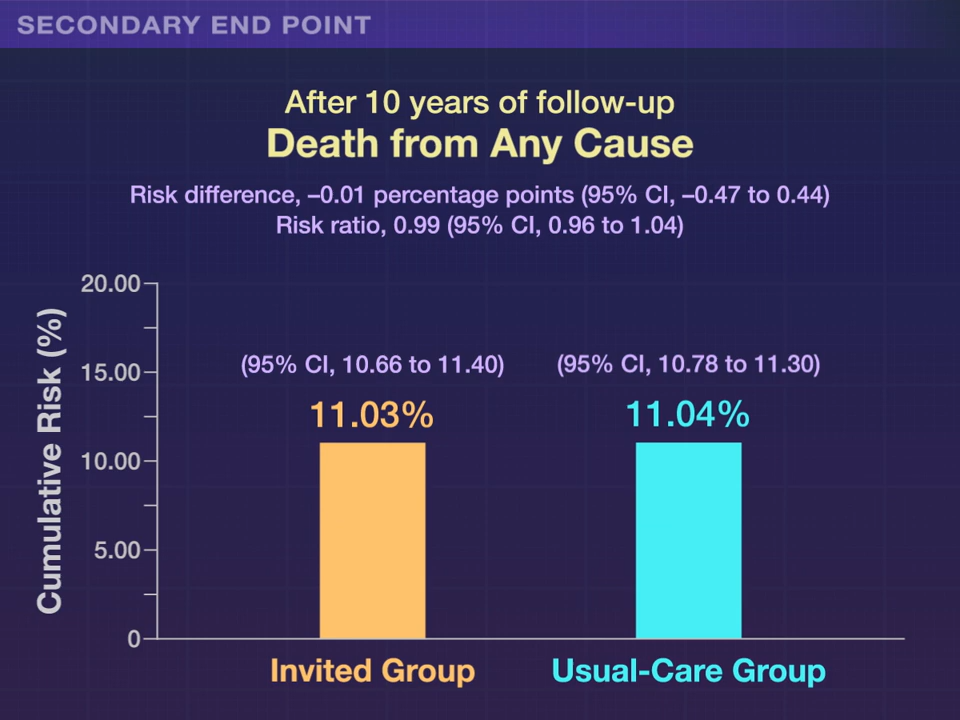 SECONDARY END POINT
After 10 years of follow-up
Death from Any Cause
Risk difference, –0.01 percentage points (95% CI, –0.47 to 0.44)
Risk ratio, 0.99 (95% CI, 0.96 to 1.04)
Cumulative Risk (%)
20.00
15.00
10.00
5.00
0
(95% CI, 10.66 to 11.40)
(95% CI, 10.78 to 11.30)
11.03%
11.04%
Invited Group
Usual-Care Group